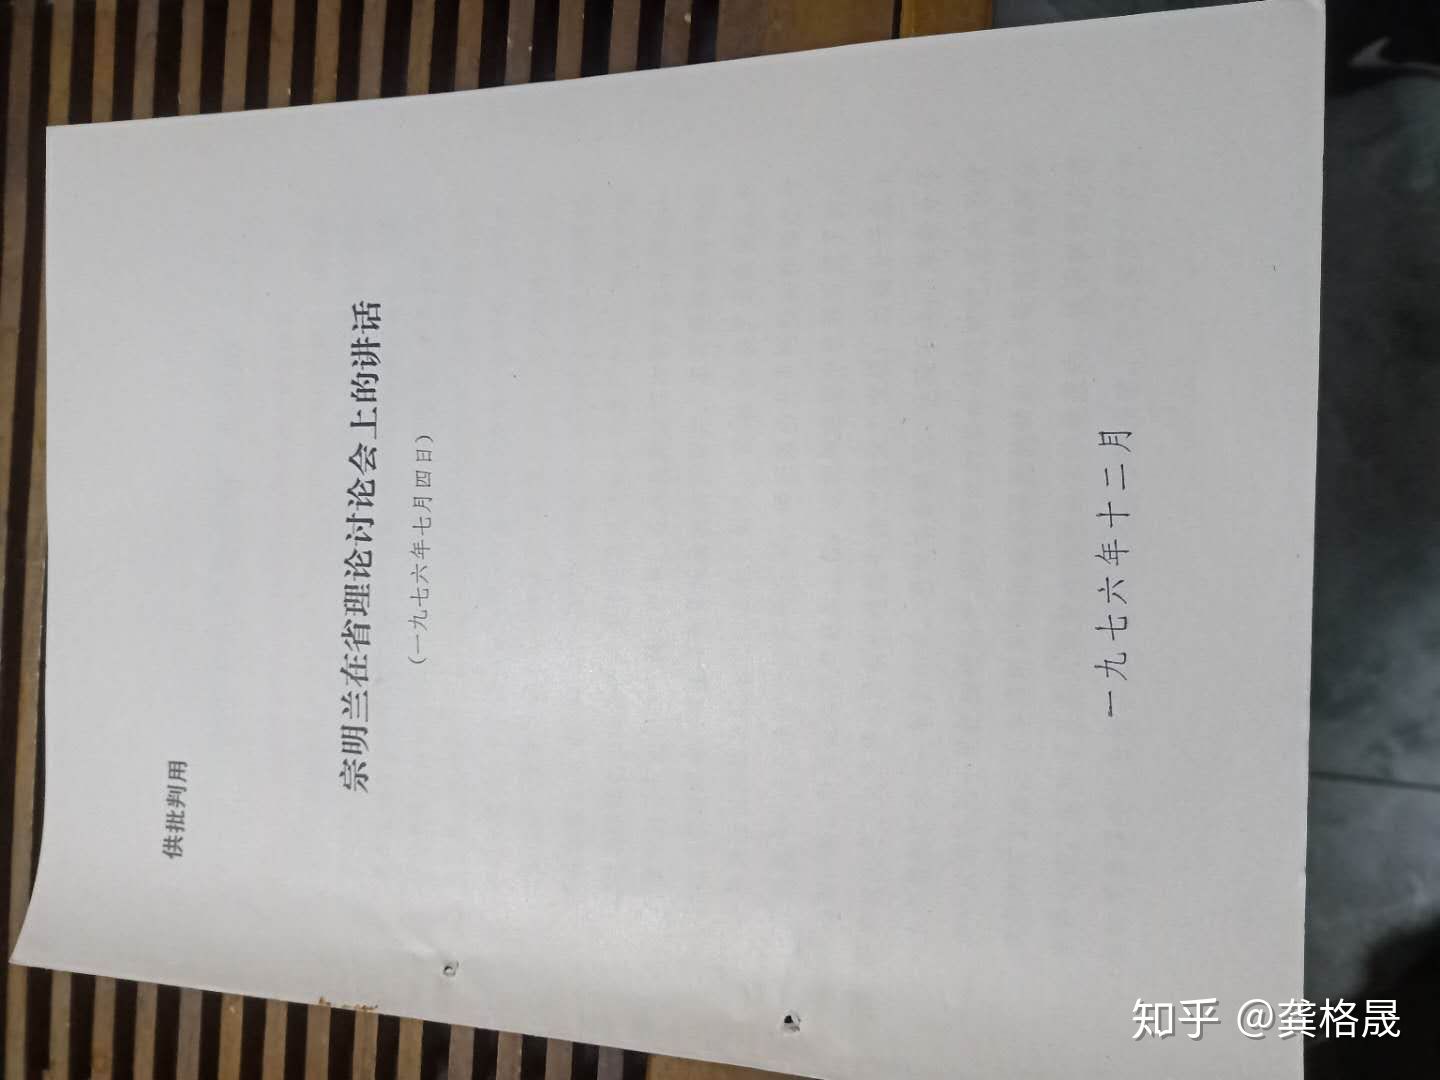 供批判用
宗明兰在省理论讨论会上的讲话
(一九七六年七月四日)
一九七六年十二月
知乎 @龚格晟